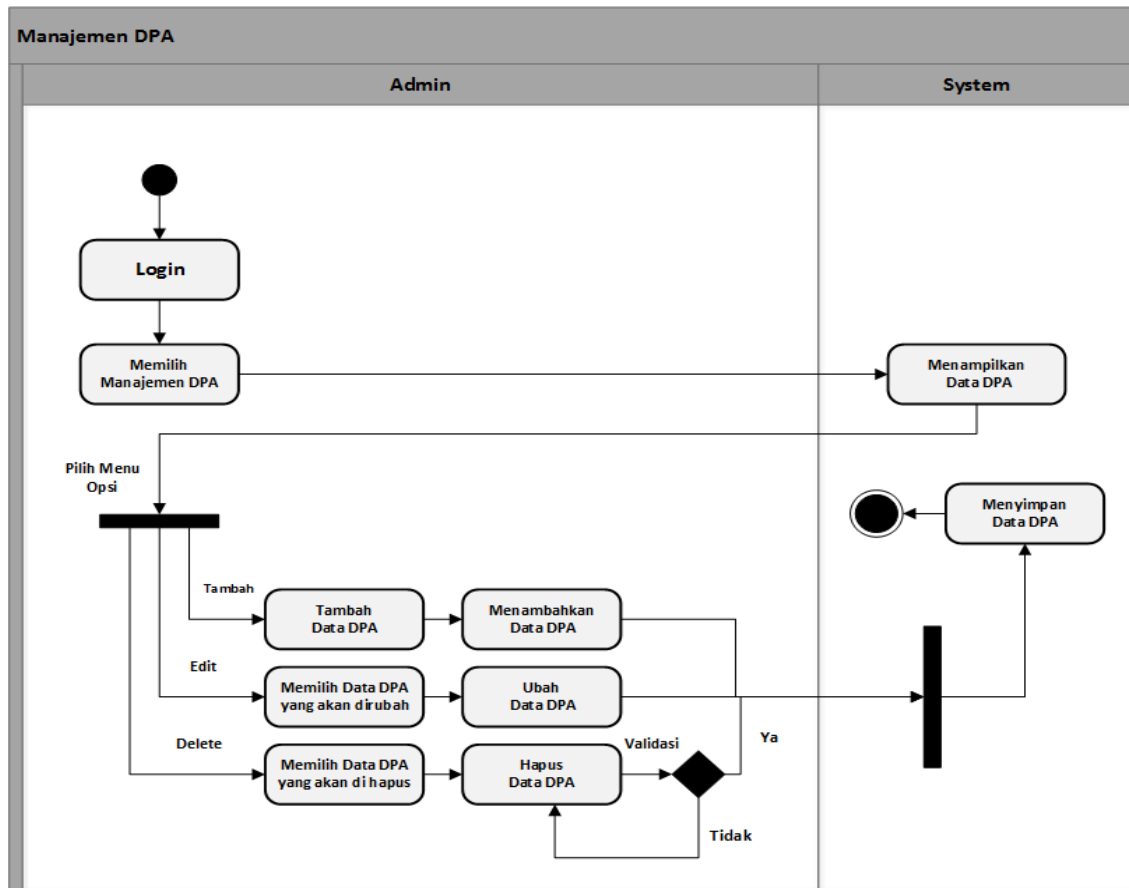 Manajemen DPA
Admin
System
Login
Memilih
Manajemen DPA
Menampilkan
Data DPA
Pilih Menu
Opsi
Menyimpan
Data DPA
Tambah
Tambah
Data DPA
Menambahkan
Data DPA
Edit
Memilih Data DPA
yang akan dirubah
Ubah
Data DPA
Delete
Memilih Data DPA
yang akan di hapus
Hapus
Data DPA
Validasi
Ya
Tidak